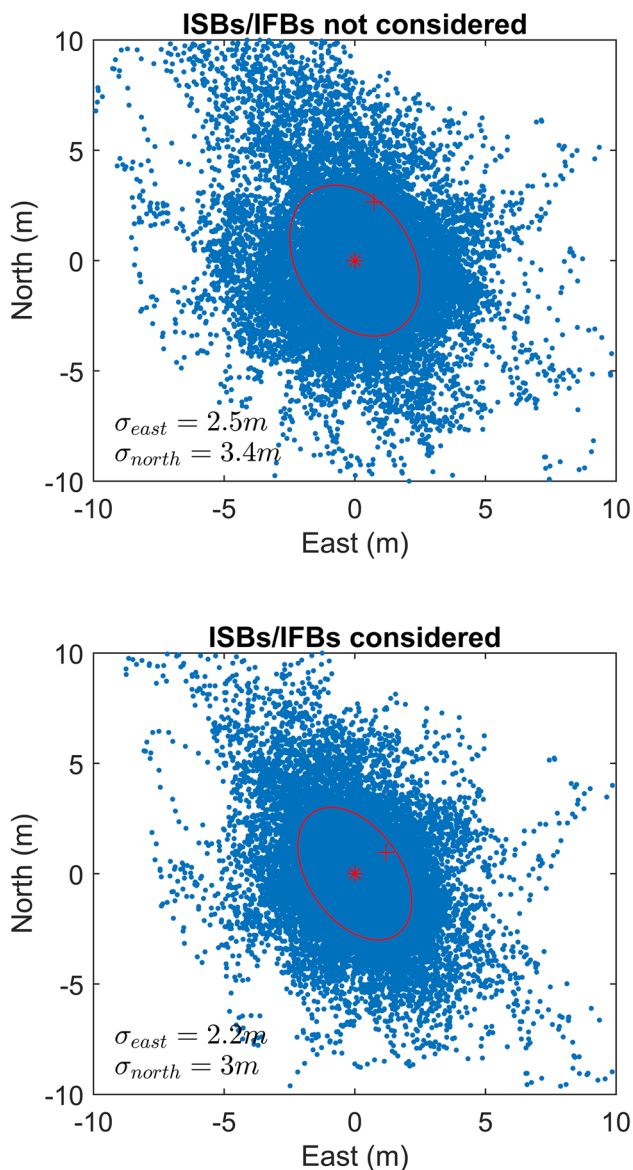 ISBs/IFBs not considered
10
5
0
-5
-10
North (m)
σ_east = 2.5m
σ_north = 3.4m
-10 -5 0 5 10
East (m)
ISBs/IFBs considered
10
5
0
-5
-10
North (m)
σ_east = 2.2m
σ_north = 3m
-10 -5 0 5 10
East (m)